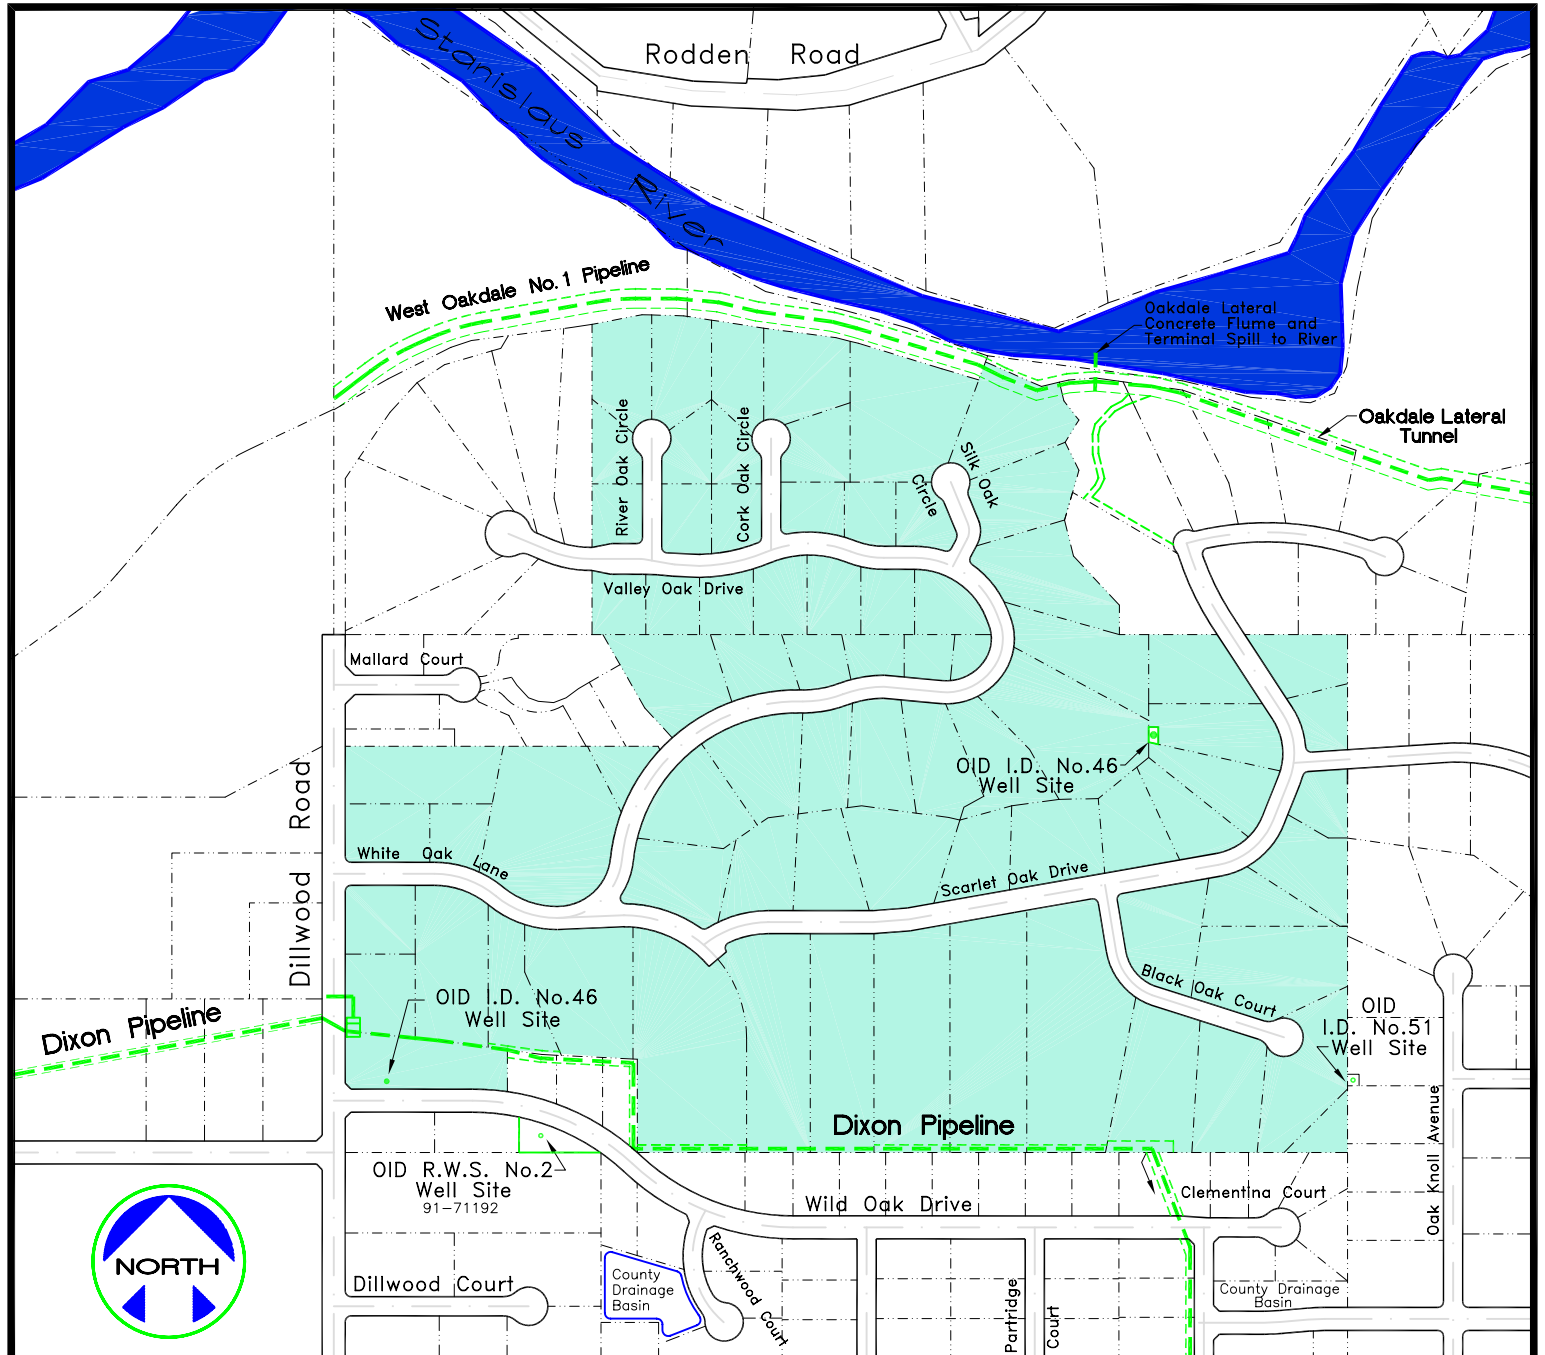 Rodden Road
Stanislaus River
West Oakdale No.1 Pipeline
Oakdale Lateral
Concrete Flume and
Terminal Spill to River
Oakdale Lateral
Tunnel
River Oak Circle
Cork Oak Circle
Silk Oak
Circle
Valley Oak Drive
Mallard Court
OID I.D. No.46
Well Site
Dillwood Road
White Oak Lane
Scarlet Oak Drive
Black Oak Court
OID I.D. No.46
Well Site
OID
I.D. No.51
Well Site
Dixon Pipeline
Dixon Pipeline
OID R.W.S. No.2
Well Site
91-71192
Wild Oak Drive
Clementina Court
Oak Knoll Avenue
NORTH
Dillwood Court
County
Drainage
Basin
Ranchwood Court
Partridge
Court
County Drainage
Basin